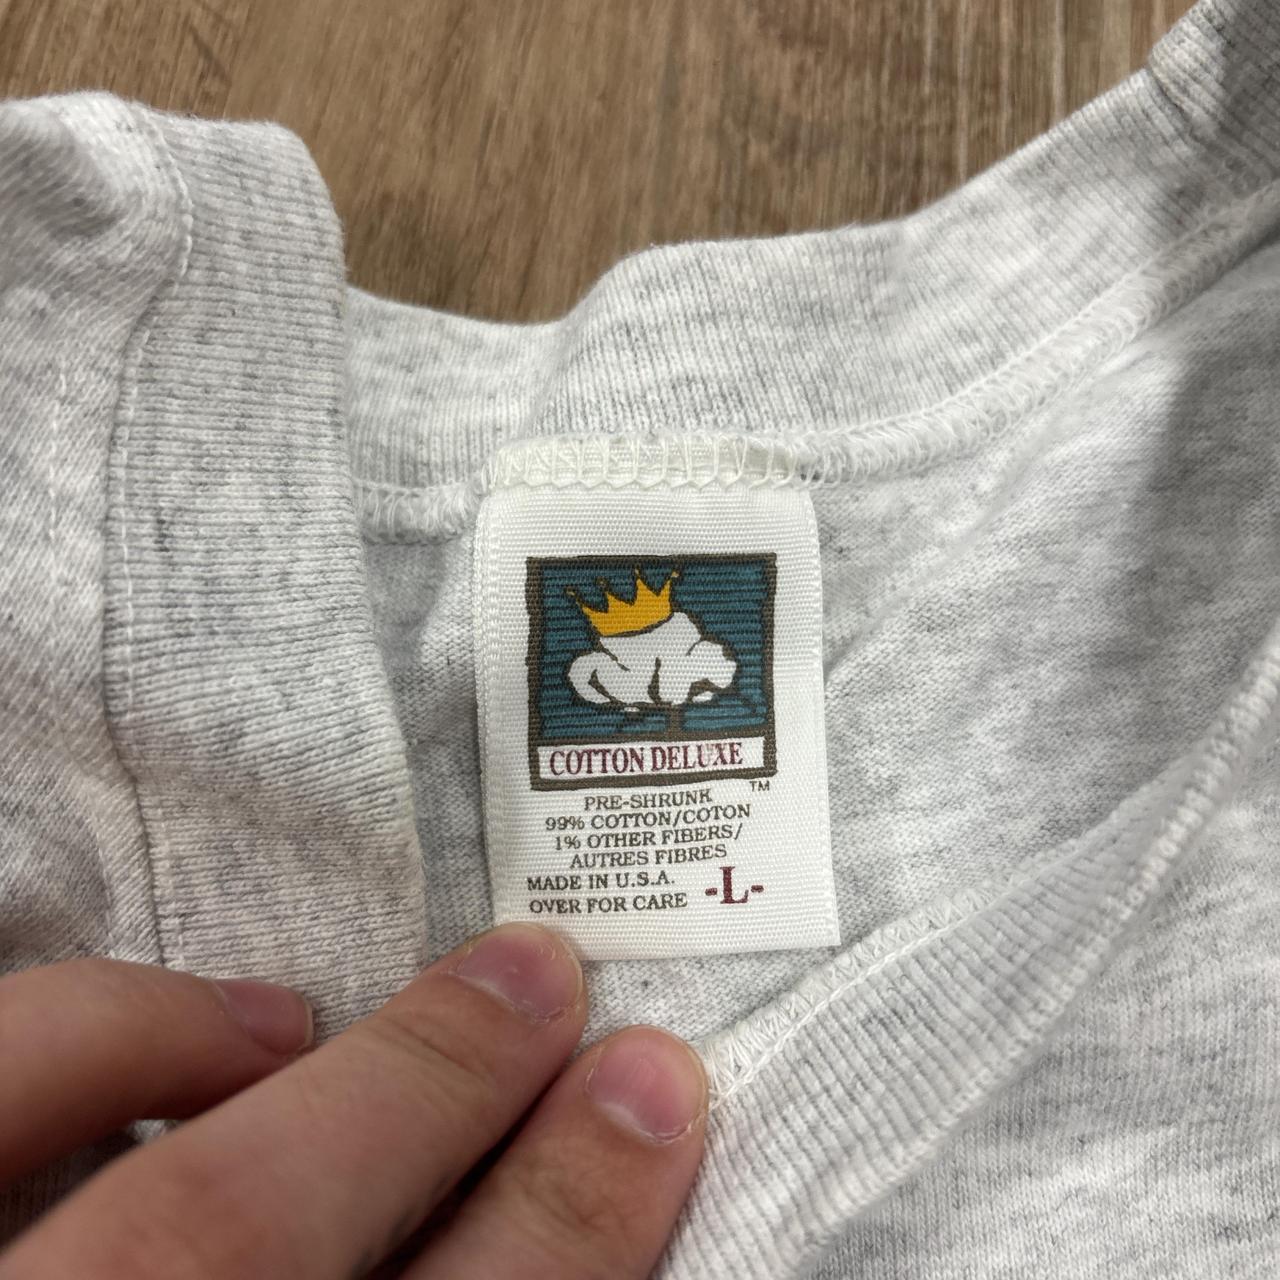 COTTON DELUXE
TM
PRE-SHRUNK
99% COTTON/COTON
1% OTHER FIBERS/
AUTRES FIBRES
MADE IN U.S.A.
OVER FOR CARE -L-